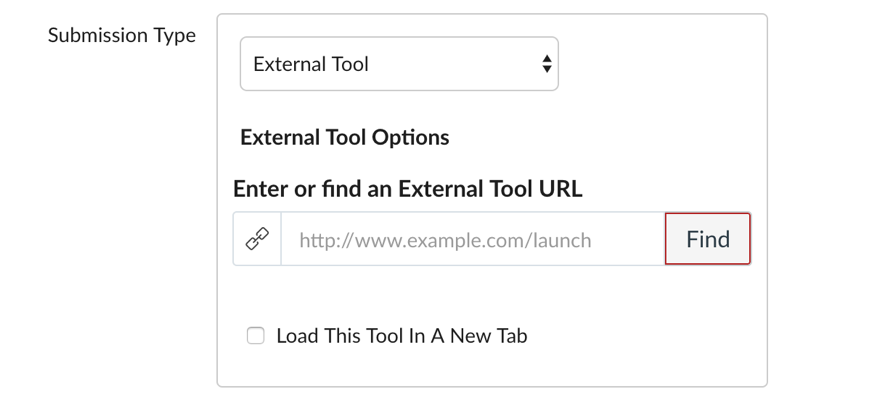 Submission Type
External Tool
External Tool Options
Enter or find an External Tool URL
http://www.example.com/launch
Find
Load This Tool In A New Tab